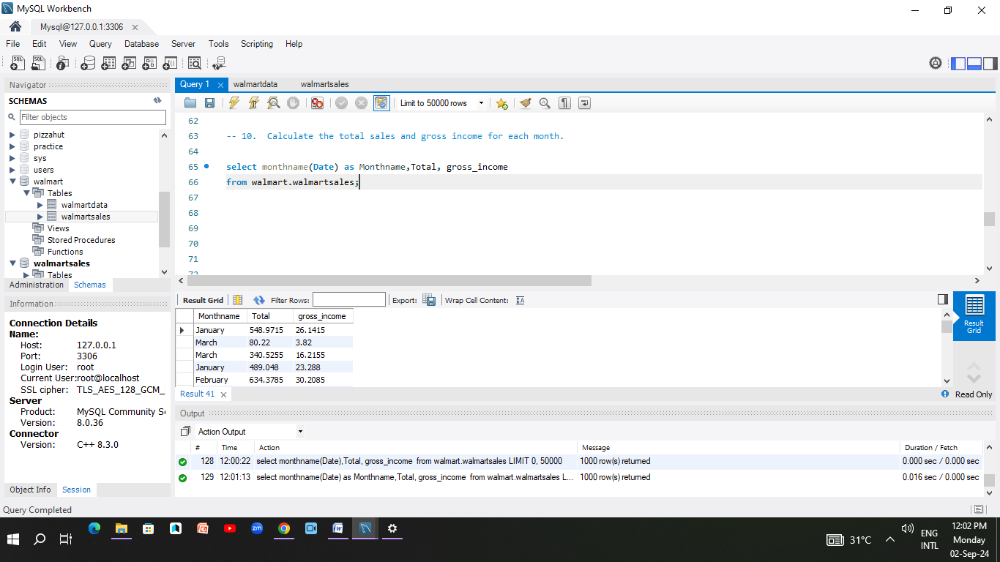 MySQL Workbench
Mysql@127.0.0.1:3306
File Edit View Query Database Server Tools Scripting Help
Navigator
SCHEMAS
Filter objects
pizzahut
practice
sys
users
walmart
Tables
walmartdata
walmartsales
Views
Stored Procedures
Functions
walmartsales
Tables
Administration Schemas
Information
Connection Details
Name:
Host: 127.0.0.1
Port: 3306
Login User: root
Current User:root@localhost
SSL cipher: TLS_AES_128_GCM_
Server
Product: MySQL Community Se
Version: 8.0.36
Connector
Version: C++ 8.3.0
Object Info Session
Query Completed
Query 1 walmartdata walmartsales
Limit to 50000 rows
62
63 -- 10. Calculate the total sales and gross income for each month.
64
65 select monthname(Date) as Monthname,Total, gross_income
66 from walmart.walmartsales;
67
68
69
70
71
72
Result Grid Filter Rows: Export: Wrap Cell Content: IA
Monthname Total gross_income
January 548.9715 26.1415
March 80.22 3.82
March 340.5255 16.2155
January 489.048 23.288
February 634.3785 30.2085
Result
Grid
Result 41
Read Only
Output
Action Output
# Time Action Message Duration / Fetch
128 12:00:22 select monthname(Date),Total, gross_income from walmart.walmartsales LIMIT 0, 50000 1000 row(s) returned 0.000 sec / 0.000 sec
129 12:01:13 select monthname(Date) as Monthname,Total, gross_income from walmart.walmartsales L... 1000 row(s) returned 0.016 sec / 0.000 sec
31°C
ENG
INTL
12:02 PM
Monday
02-Sep-24